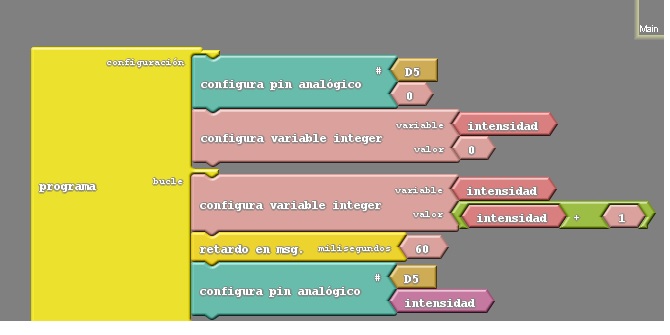 Main
configuración
configura pin analógico # D5
0
configura variable integer variable intensidad
valor 0
programa
bucle
configura variable integer variable intensidad
valor intensidad + 1
retardo en msg. milisegundos 60
configura pin analógico # D5
intensidad